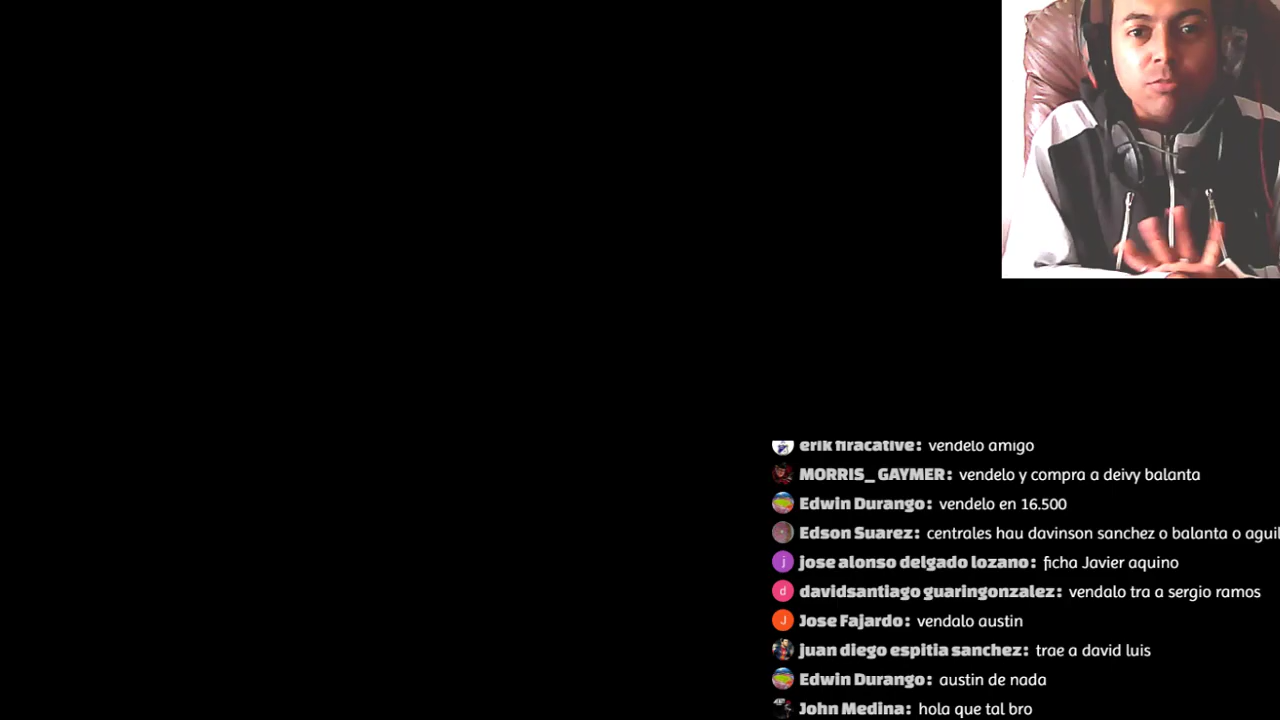 erik firacative: vendelo amigo
MORRIS_ GAYMER: vendelo y compra a deivy balanta
Edwin Durango: vendelo en 16.500
Edson Suarez: centrales hau davinson sanchez o balanta o aguil
j jose alonso delgado lozano: ficha Javier aquino
d davidsantiago guaringonzalez: vendalo tra a sergio ramos
J Jose Fajardo: vendalo austin
juan diego espitia sanchez: trae a david luis
Edwin Durango: austin de nada
John Medina: hola que tal bro